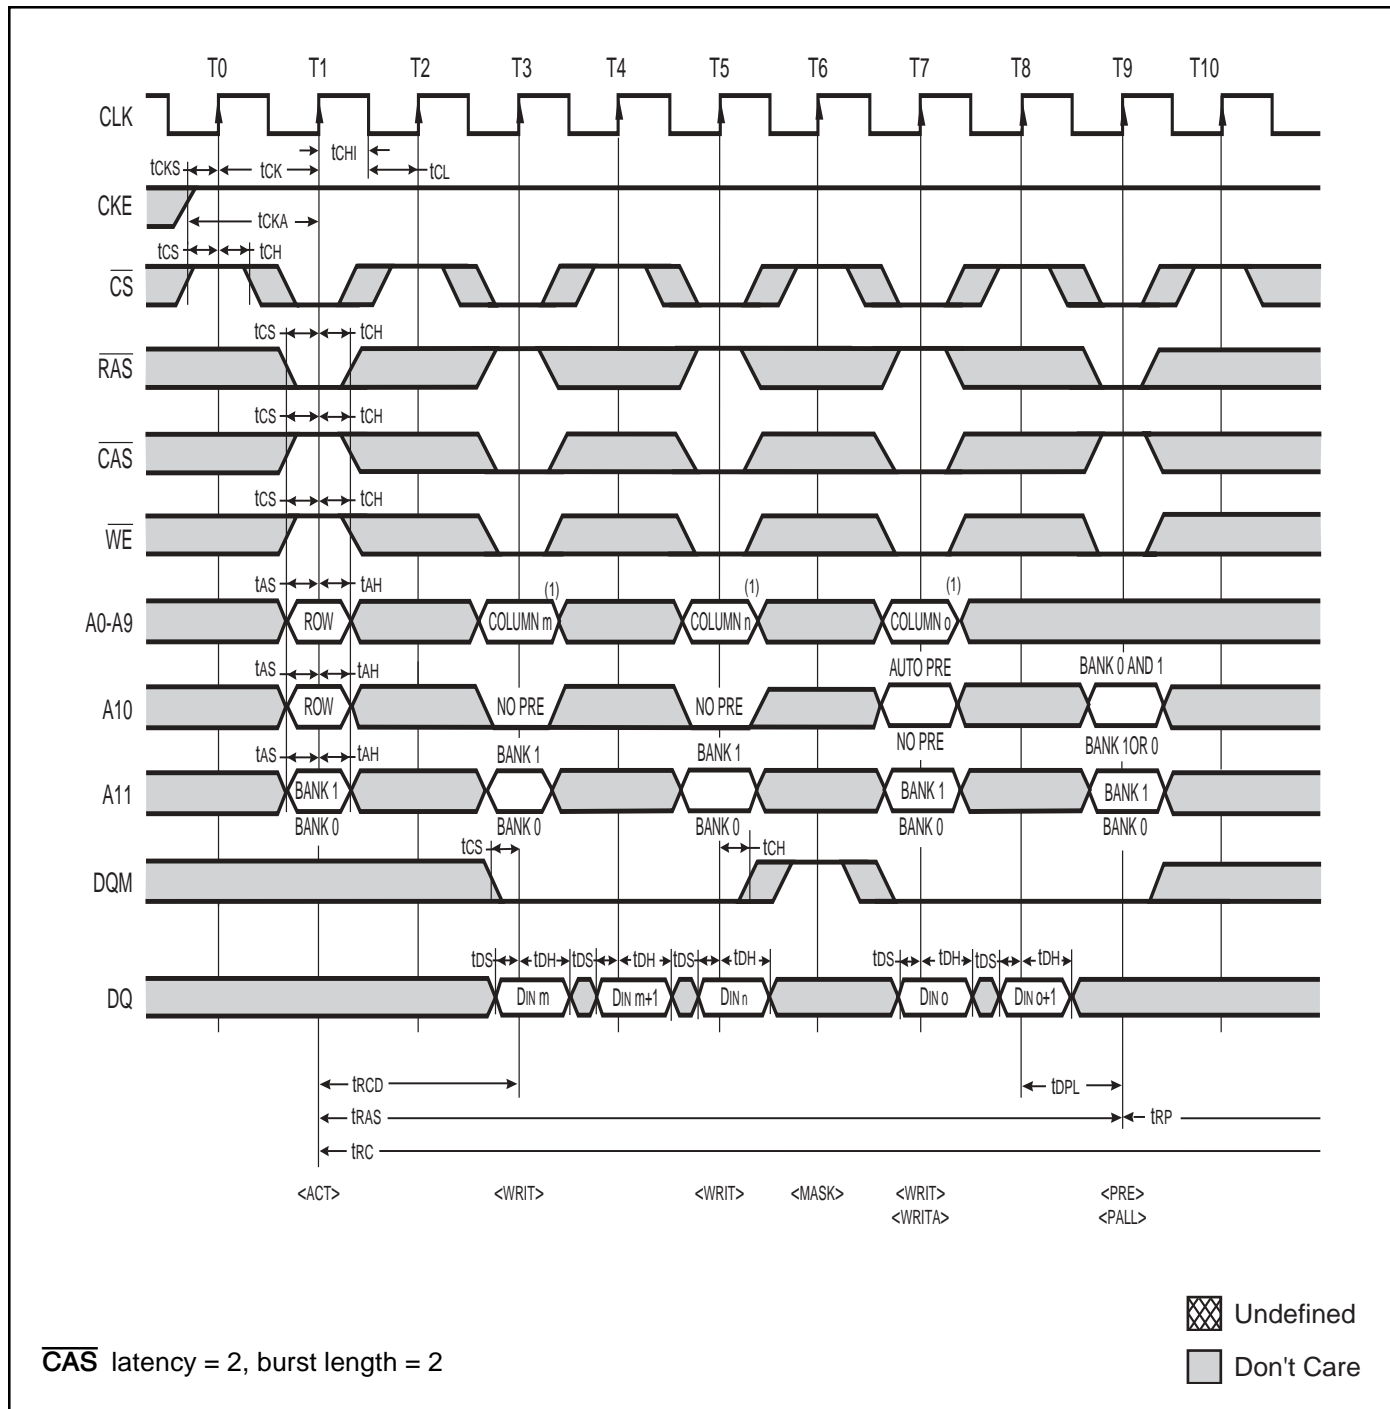 T0 T1 T2 T3 T4 T5 T6 T7 T8 T9 T10
CLK
tCHI
tCKS tCK tCL
CKE
tCKA
tCS tCH
CS
tCS tCH
RAS
tCS tCH
CAS
tCS tCH
WE
tAS tAH (1) (1) (1)
A0-A9 ROW COLUMN m COLUMN n COLUMN o
tAS tAH AUTO PRE BANK 0 AND 1
A10 ROW NO PRE NO PRE
NO PRE BANK 1OR 0
tAS tAH BANK 1 BANK 1
A11 BANK 1 BANK 1 BANK 1
BANK 0 BANK 0 BANK 0 BANK 0 BANK 0
tCS tCH
DQM
tDS tDH tDS tDH tDS tDH tDS tDH tDS tDH
DQ DIN m DIN m+1 DIN n DIN o DIN o+1
tRCD tDPL
tRAS tRP
tRC
<ACT> <WRIT> <WRIT> <MASK> <WRIT> <PRE>
<WRITA> <PALL>
Undefined
CAS latency = 2, burst length = 2
Don't Care